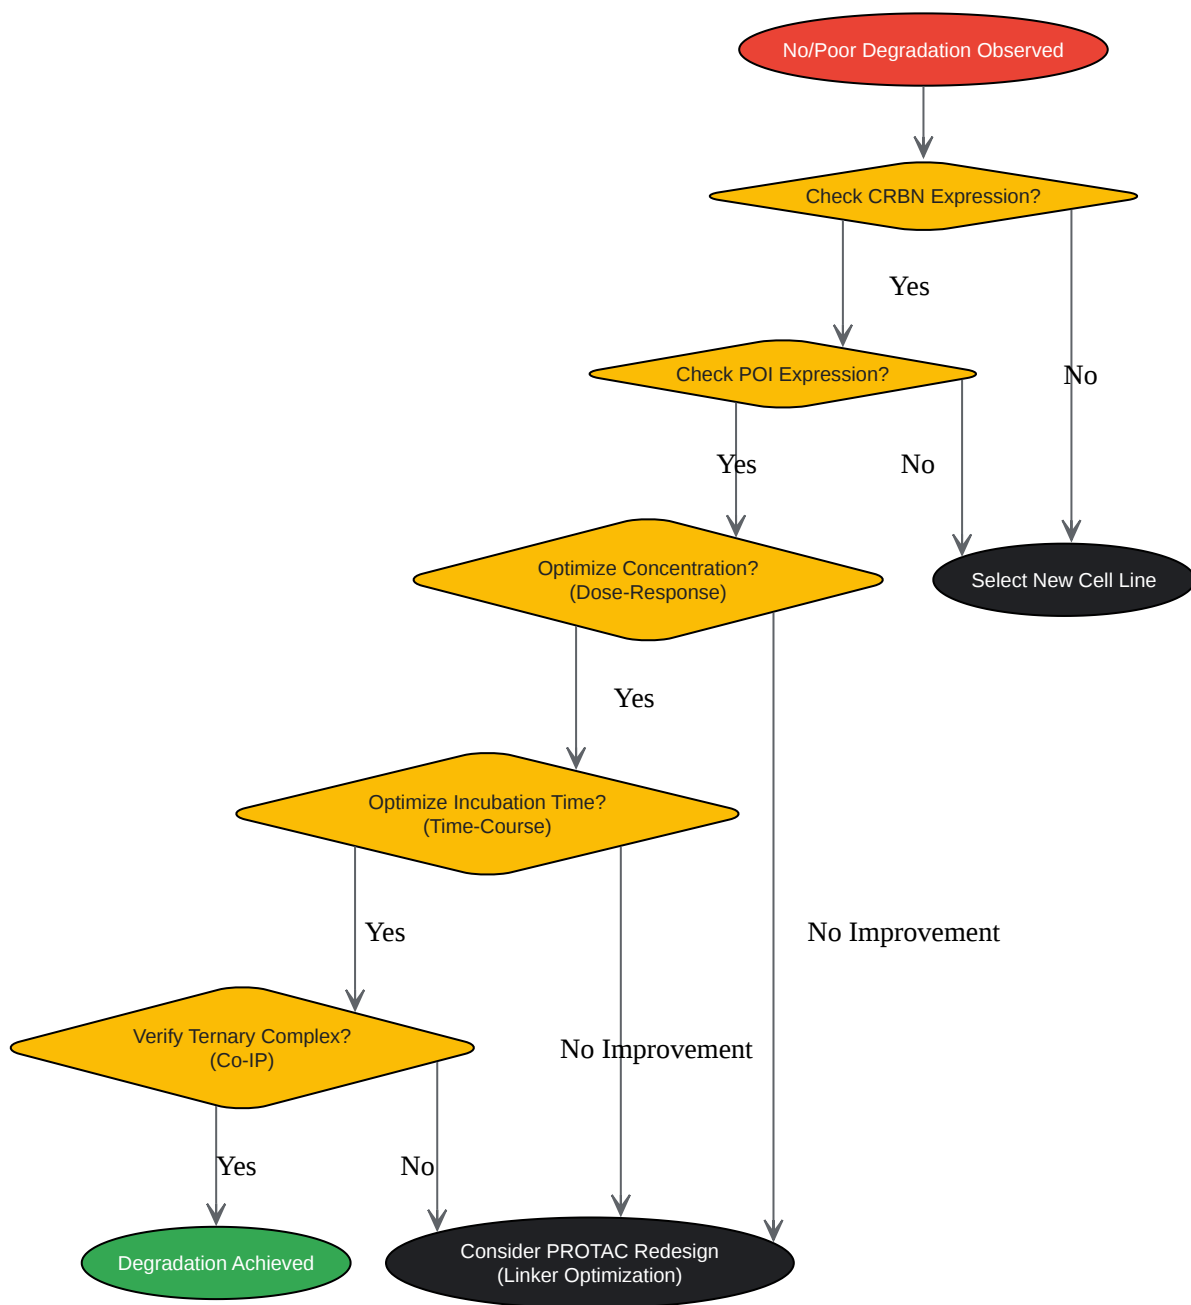 No/Poor Degradation Observed
Check CRBN Expression?
Yes
Check POI Expression?
No
Yes
No
Optimize Concentration?
(Dose-Response)
Select New Cell Line
Yes
Optimize Incubation Time?
(Time-Course)
Yes
No Improvement
Verify Ternary Complex?
(Co-IP)
No Improvement
Yes
No
Degradation Achieved
Consider PROTAC Redesign
(Linker Optimization)